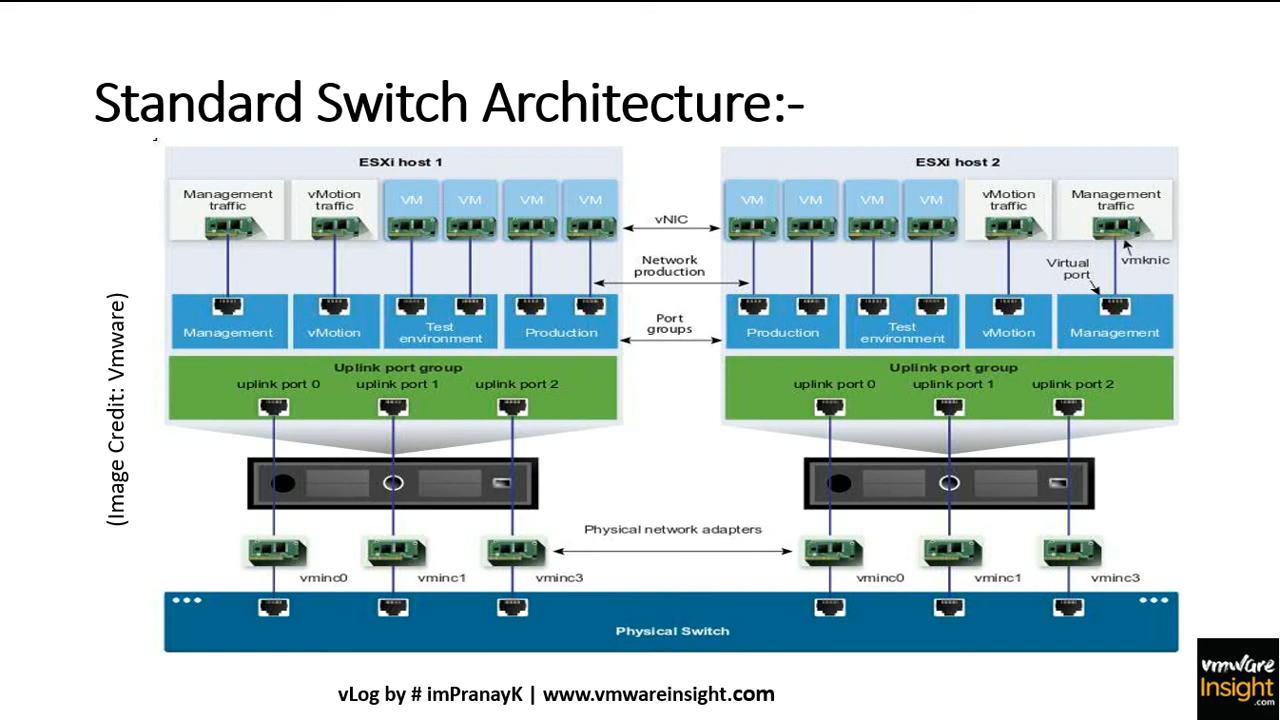 Standard Switch Architecture:-
ESXi host 1
ESXi host 2
Management
traffic
vMotion
traffic
VM
VM
VM
VM
vNIC
VM
VM
VM
VM
vMotion
traffic
Management
traffic
Network
production
Virtual
port
vmknic
Management
vMotion
Test
environment
Production
Port
groups
Production
Test
environment
vMotion
Management
Uplink port group
uplink port 0
uplink port 1
uplink port 2
Uplink port group
uplink port 0
uplink port 1
uplink port 2
(Image Credit: Vmware)
Physical network adapters
vminc0
vminc1
vminc3
vminc0
vminc1
vminc3
Physical Switch
vLog by # imPranayK | www.vmwareinsight.com
vmware
Insight
.com